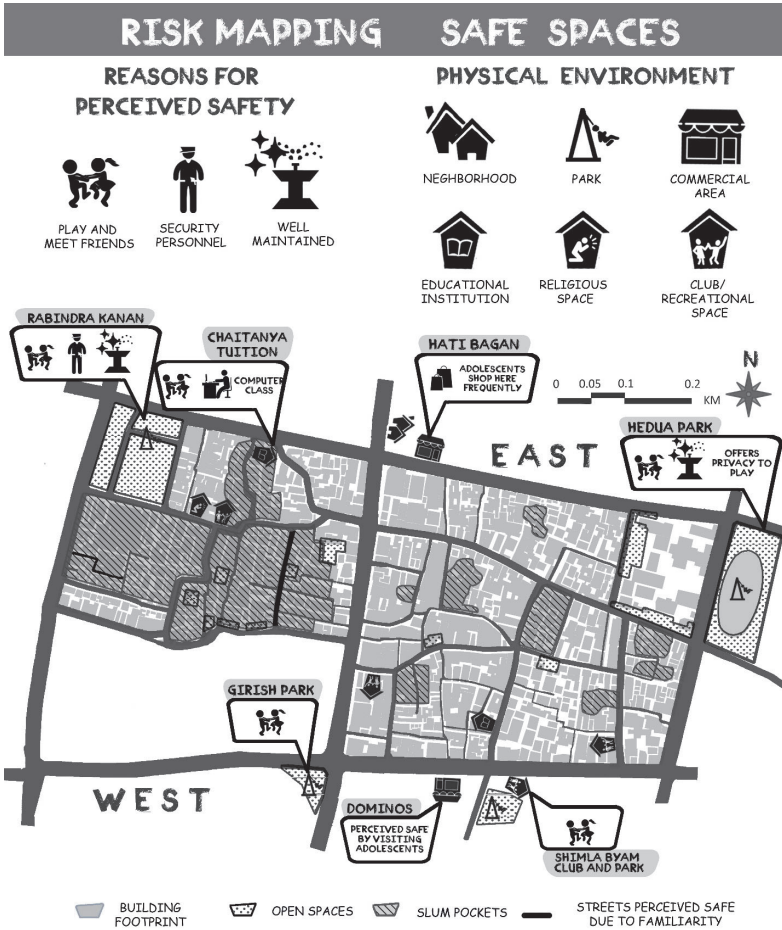 RISK MAPPING SAFE SPACES
REASONS FOR
PERCEIVED SAFETY
PLAY AND
MEET FRIENDS
SECURITY
PERSONNEL
WELL
MAINTAINED
PHYSICAL ENVIRONMENT
NEGHBORHOOD
PARK
COMMERCIAL
AREA
EDUCATIONAL
INSTITUTION
RELIGIOUS
SPACE
CLUB/
RECREATIONAL
SPACE
RABINDRA KANAN
CHAITANYA
TUITION
COMPUTER
CLASS
HATI BAGAN
ADOLESCENTS
SHOP HERE
FREQUENTLY
0 0.05 0.1 0.2
KM
N
EAST
HEDUA PARK
OFFERS
PRIVACY TO
PLAY
GIRISH PARK
WEST
DOMINOS
PERCEIVED SAFE
BY VISITING
ADOLESCENTS
SHIMLA BYAM
CLUB AND PARK
BUILDING
FOOTPRINT
OPEN SPACES
SLUM POCKETS
STREETS PERCEIVED SAFE
DUE TO FAMILIARITY